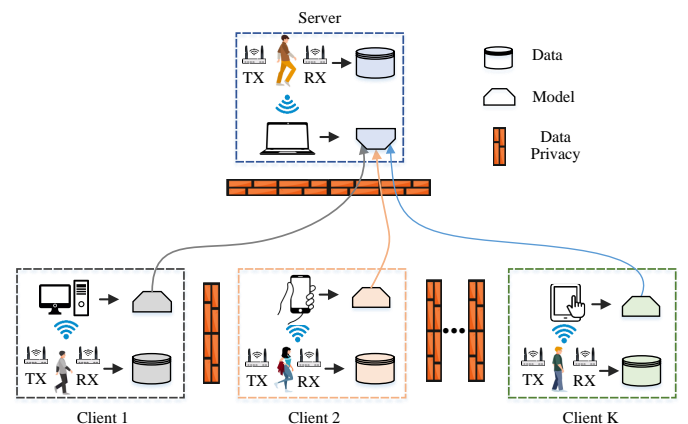 Server
TX RX
Data
Model
Data
Privacy
TX RX
TX RX
TX RX
Client 1
Client 2
Client K